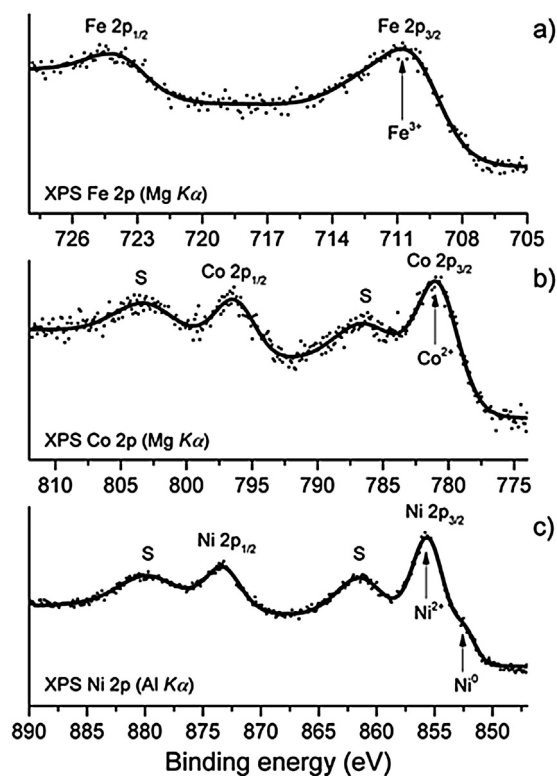 Fe 2p1/2 Fe 2p3/2 a)
Fe3+
XPS Fe 2p (Mg Kα)
726 723 720 717 714 711 708 705
S Co 2p1/2 S Co 2p3/2 b)
Co2+
XPS Co 2p (Mg Kα)
810 805 800 795 790 785 780 775
S Ni 2p1/2 S Ni 2p3/2 c)
Ni2+
Ni0
XPS Ni 2p (Al Kα)
890 885 880 875 870 865 860 855 850
Binding energy (eV)